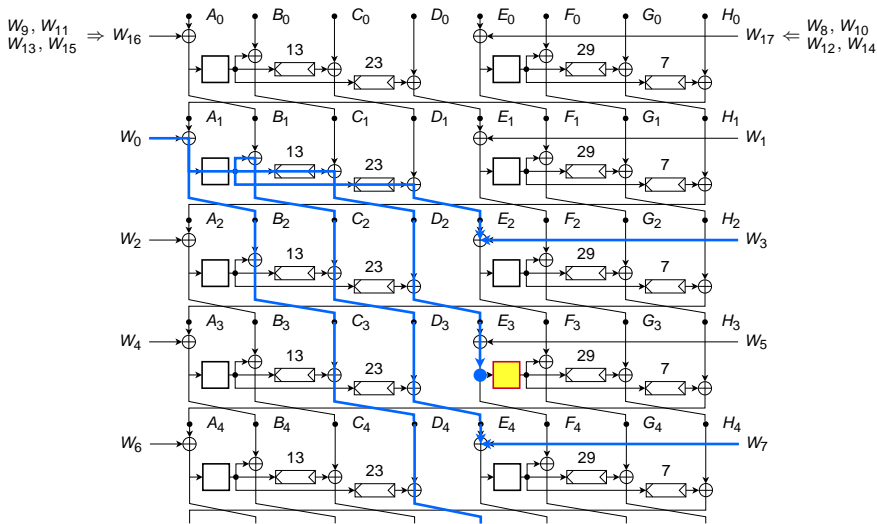 A0 B0 C0 D0 E0 F0 G0 H0
W9, W11
W13, W15 ⇒ W16
W17 ⇐ W8, W10
W12, W14
13 23 29 7
A1 B1 C1 D1 E1 F1 G1 H1
W0 W1
13 23 29 7
A2 B2 C2 D2 E2 F2 G2 H2
W2 W3
13 23 29 7
A3 B3 C3 D3 E3 F3 G3 H3
W4 W5
13 23 29 7
A4 B4 C4 D4 E4 F4 G4 H4
W6 W7
13 23 29 7